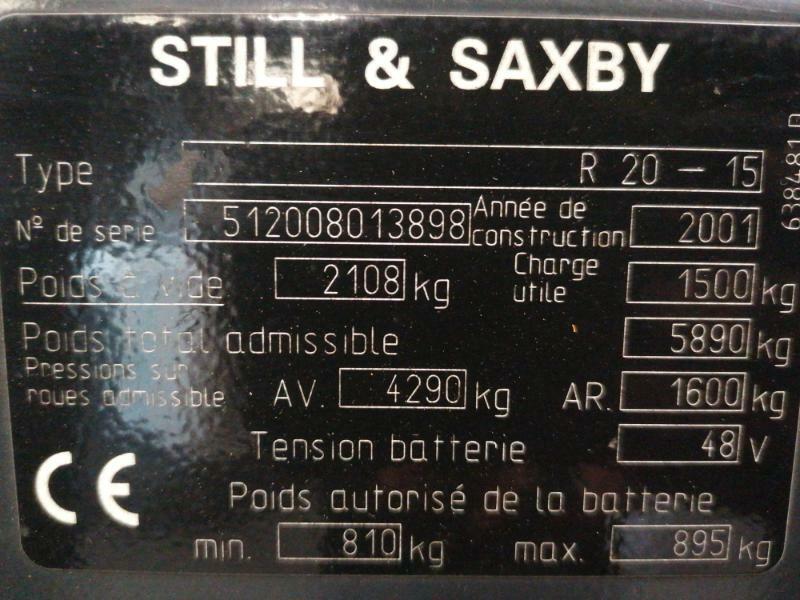 STILL & SAXBY
Type R 20 - 15
Nº de serie 512008013898 Année de construction 2001
Poids à vide 2108 kg Charge utile 1500 kg
Poids total admissible 5890 kg
Pressions sur roues admissible AV. 4290 kg AR. 1600 kg
Tension batterie 48 V
CE
Poids autorisé de la batterie
min. 810 kg max. 895 kg
638481 D